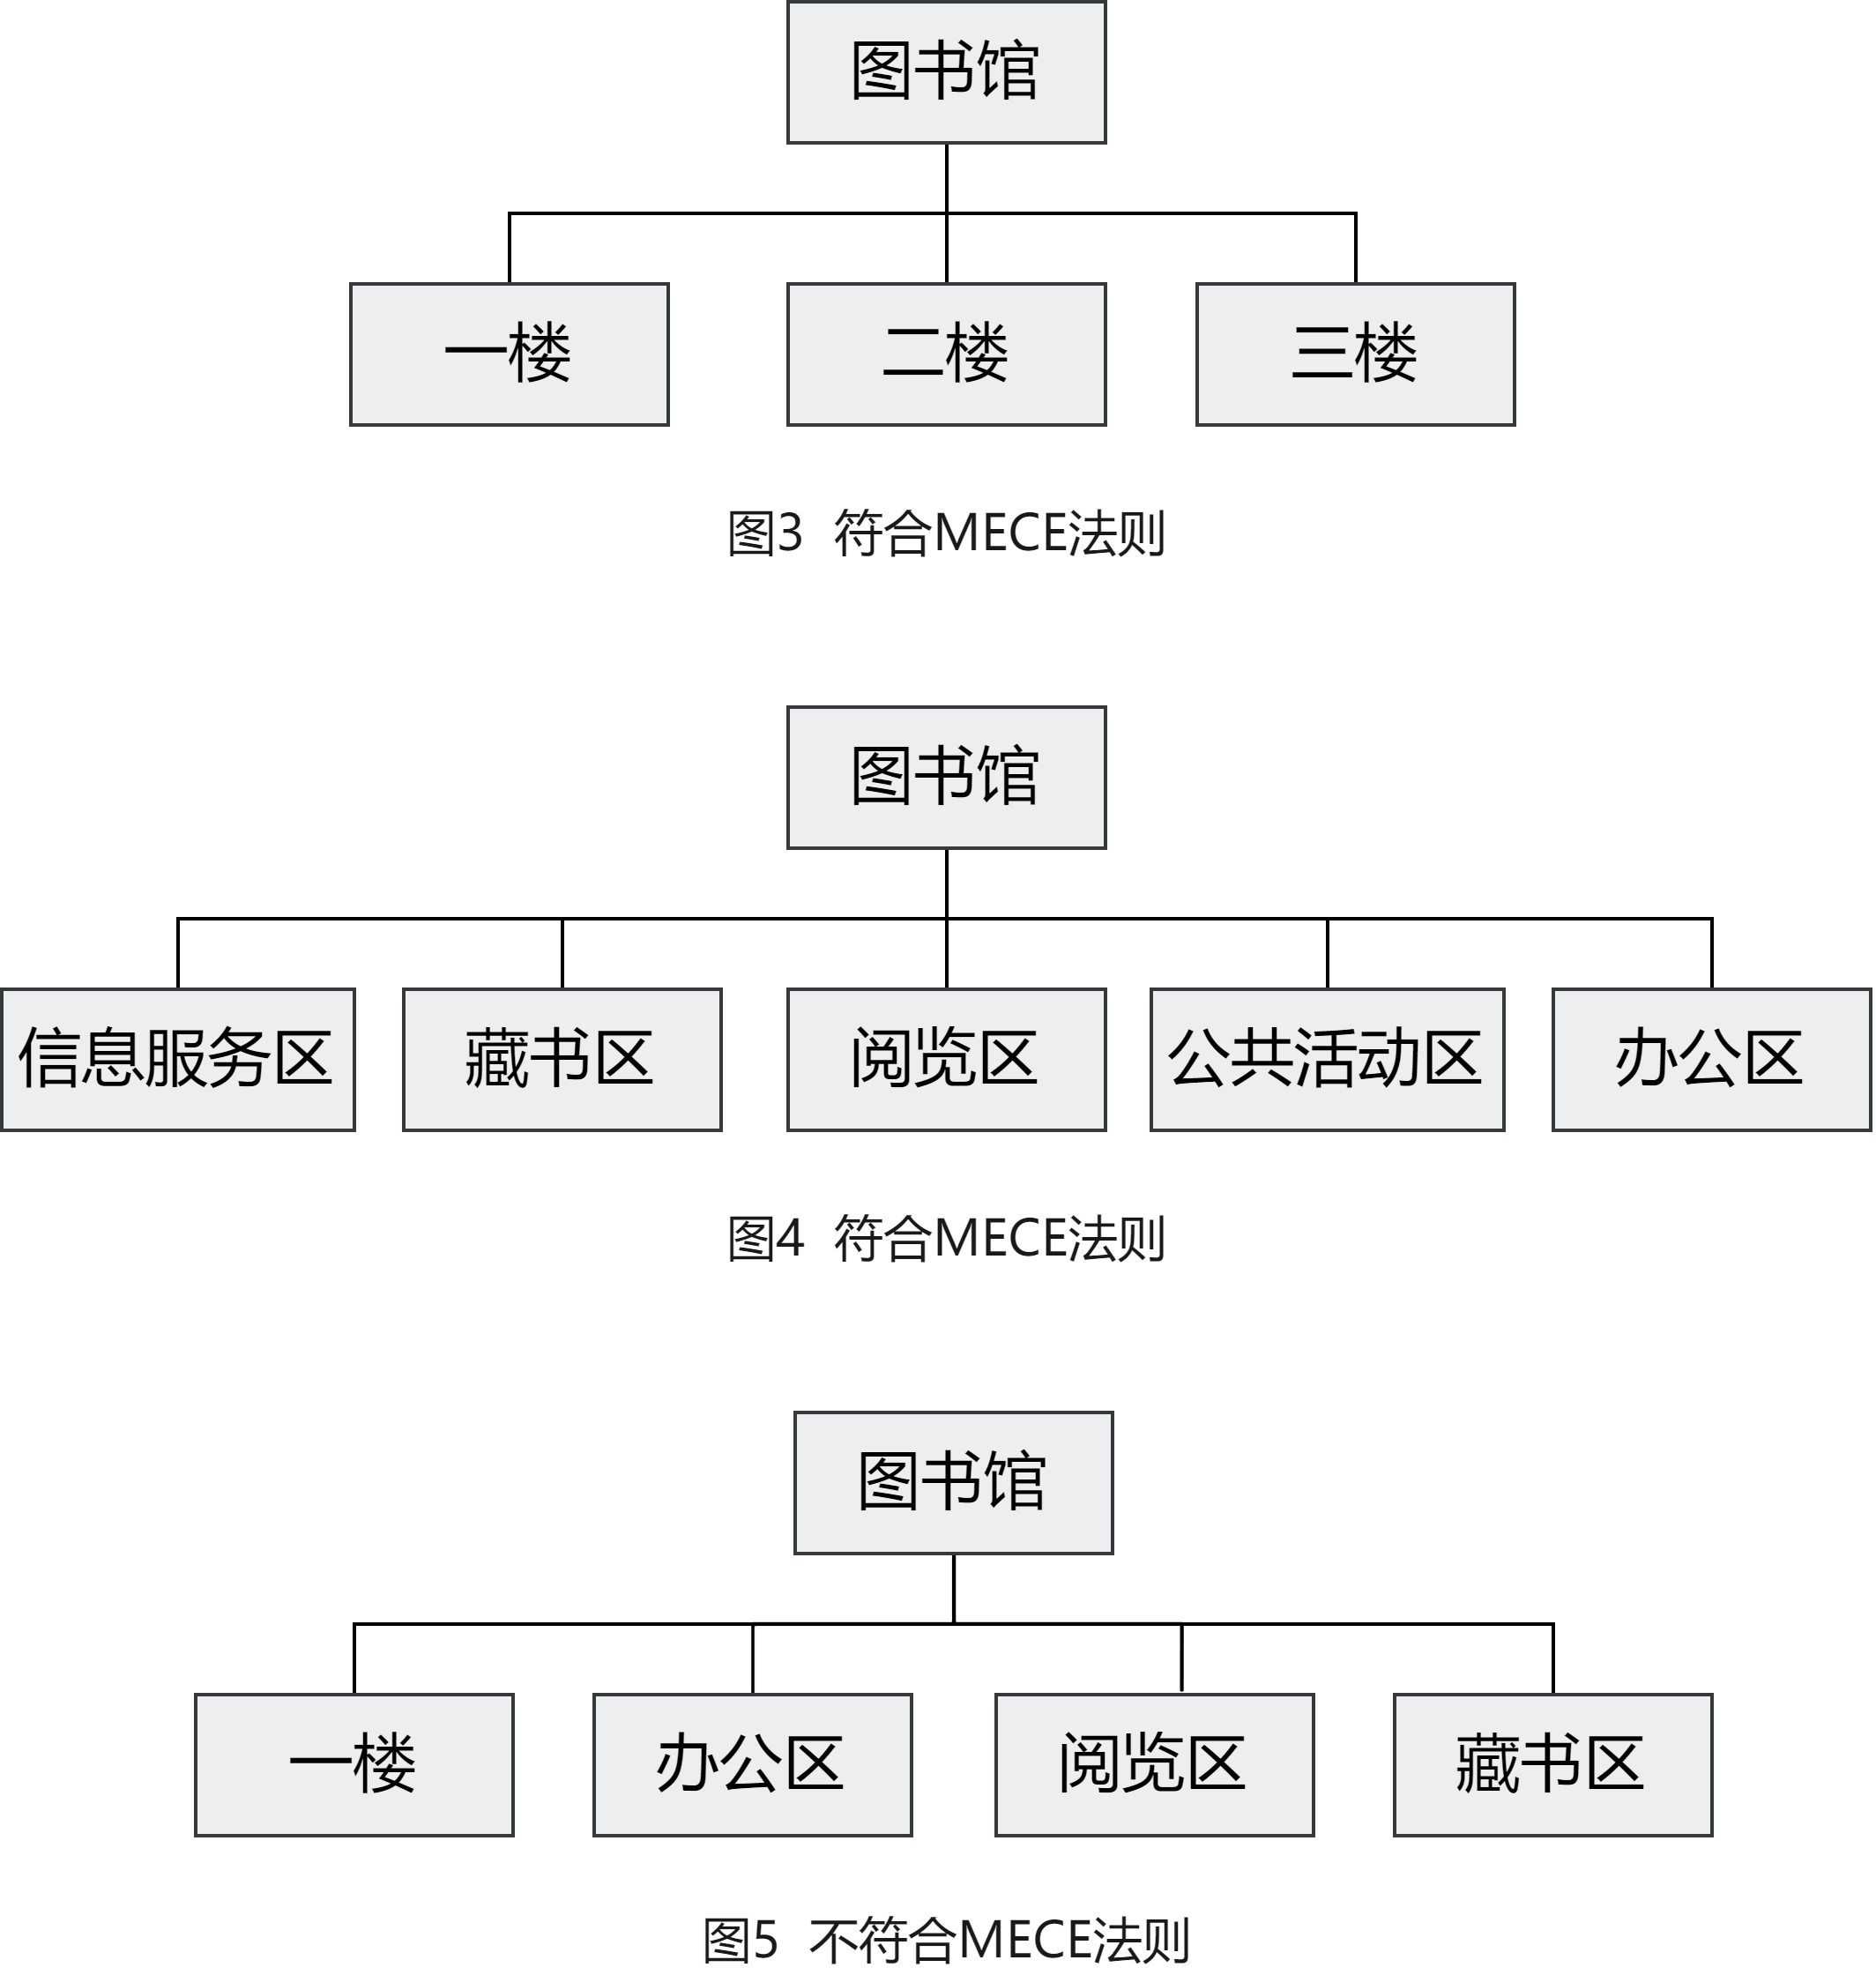 图书馆
一楼 二楼 三楼
图3 符合MECE法则
图书馆
信息服务区 藏书区 阅览区 公共活动区 办公区
图4 符合MECE法则
图书馆
一楼 办公区 阅览区 藏书区
图5 不符合MECE法则